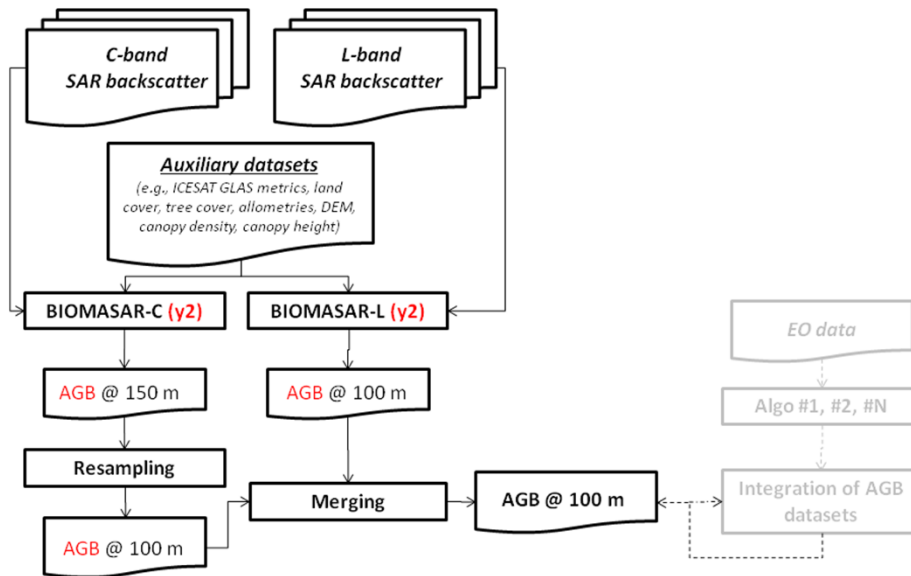 C-band
SAR backscatter
L-band
SAR backscatter
Auxiliary datasets
(e.g., ICESAT GLAS metrics, land
cover, tree cover, allometries, DEM,
canopy density, canopy height)
BIOMASAR-C (y2)
BIOMASAR-L (y2)
EO data
AGB @ 150 m
AGB @ 100 m
Algo #1, #2, #N
Resampling
Merging
AGB @ 100 m
Integration of AGB
datasets
AGB @ 100 m